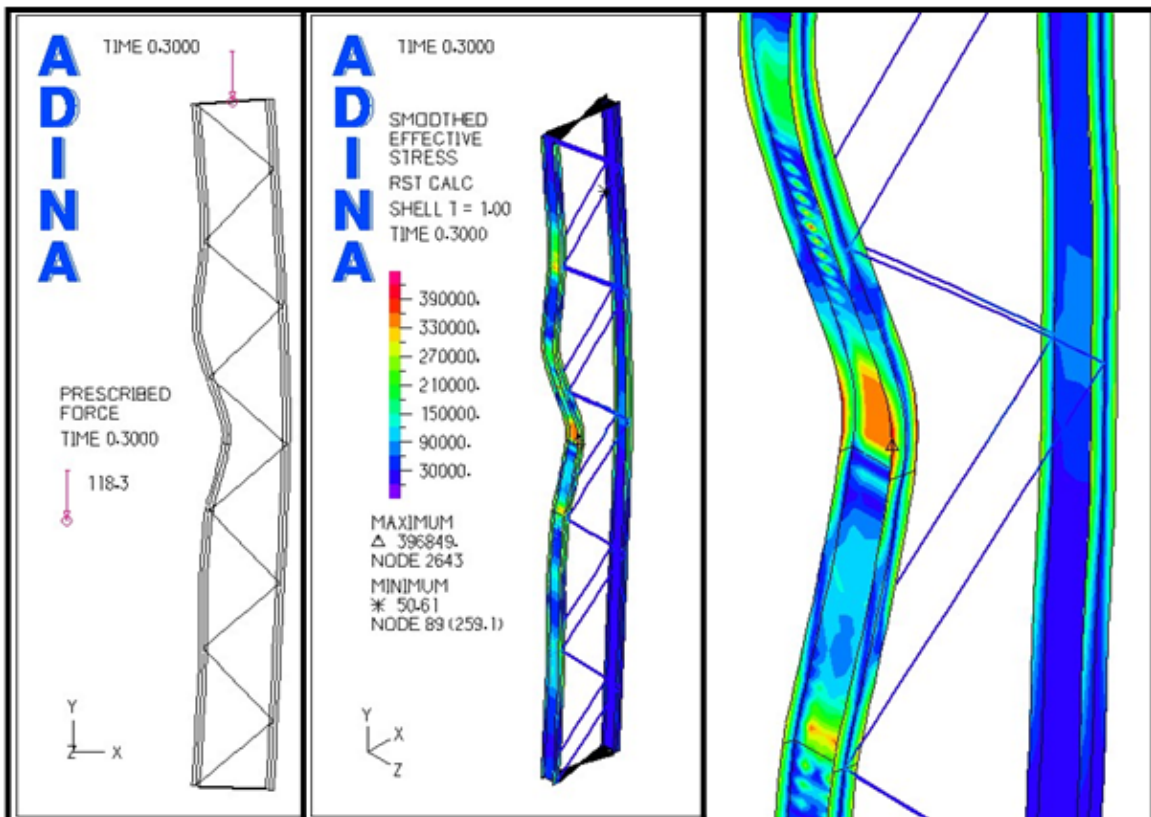 ADINA
TIME 0.3000
PRESCRIBED
FORCE
TIME 0.3000
118.3
Y
Z X
ADINA
TIME 0.3000
SMOOTHED
EFFECTIVE
STRESS
RST CALC
SHELL T = 1.00
TIME 0.3000
390000.
330000.
270000.
210000.
150000.
90000.
30000.
MAXIMUM
Δ 396849.
NODE 2643
MINIMUM
* 50.61
NODE 89 (259.1)
Y
X
Z